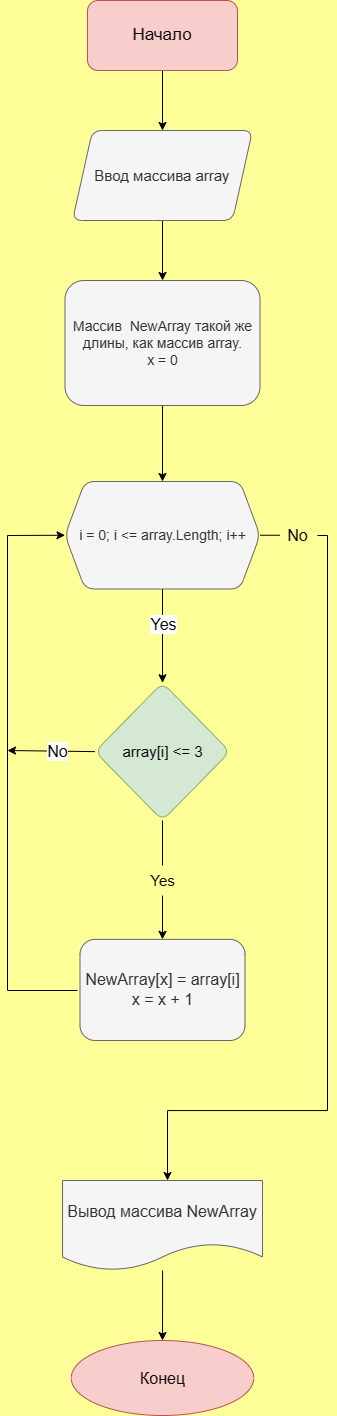 Начало
Ввод массива array
Массив NewArray такой же
длины, как массив array.
x = 0
i = 0; i <= array.Length; i++
No
Yes
array[i] <= 3
No
Yes
NewArray[x] = array[i]
x = x + 1
Вывод массива NewArray
Конец